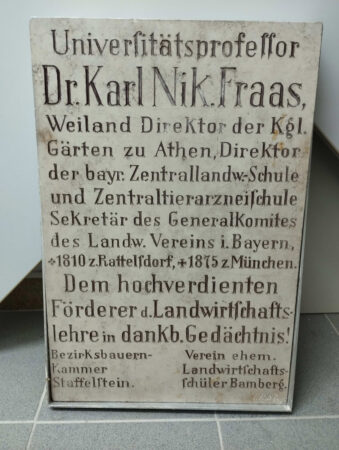 Univerſitätsprofeſſor
Dr. Karl Nik. Fraas,
Weiland Direktor der Kgl.
Gärten zu Athen, Direktor
der bayr. Zentrallandw.-Schule
und Zentraltierarzneiſchule
Sekretär des Generalkomites
des Landw. Vereins i. Bayern,
+1810 z. Rattelsdorf, +1875 z. München.
Dem hochverdienten
Förderer d. Landwirtſchafts-
lehre in dankb. Gedächtnis!
Bezirksbauern- Verein ehem.
Kammer Landwirtſchafts-
Staffelſtein. ſchüler Bamberg.